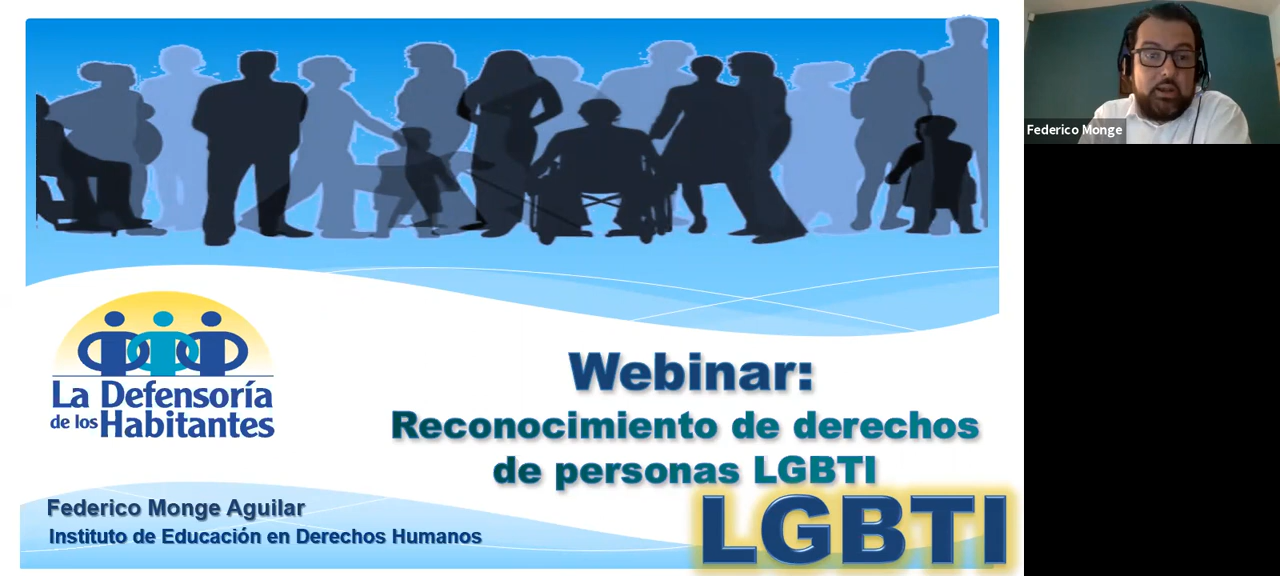 Federico Monge
La Defensoría
de los Habitantes
Webinar:
Reconocimiento de derechos
de personas LGBTI
LGBTI
Federico Monge Aguilar
Instituto de Educación en Derechos Humanos